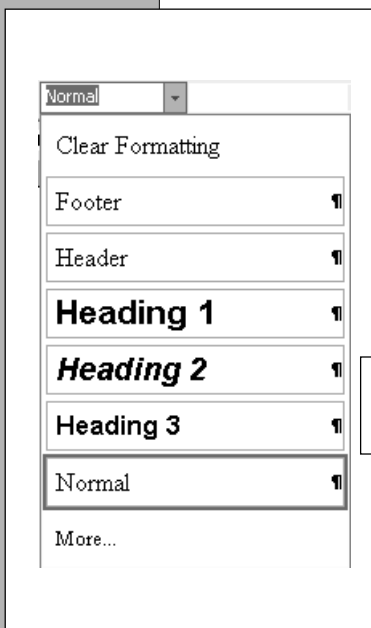 Normal
Clear Formatting
Footer ¶
Header ¶
Heading 1 ¶
Heading 2 ¶
Heading 3 ¶
Normal ¶
More...